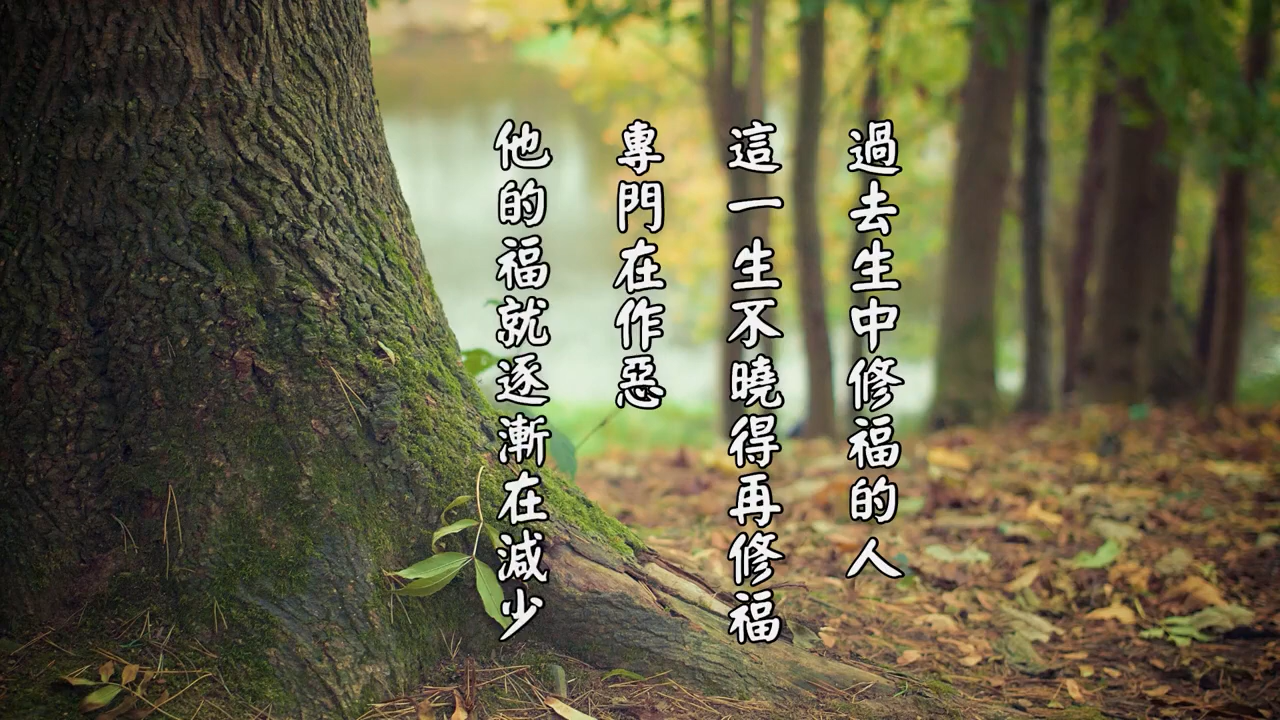 過去生中修福的人
這一生不曉得再修福
專門在作惡
他的福就逐漸在減少